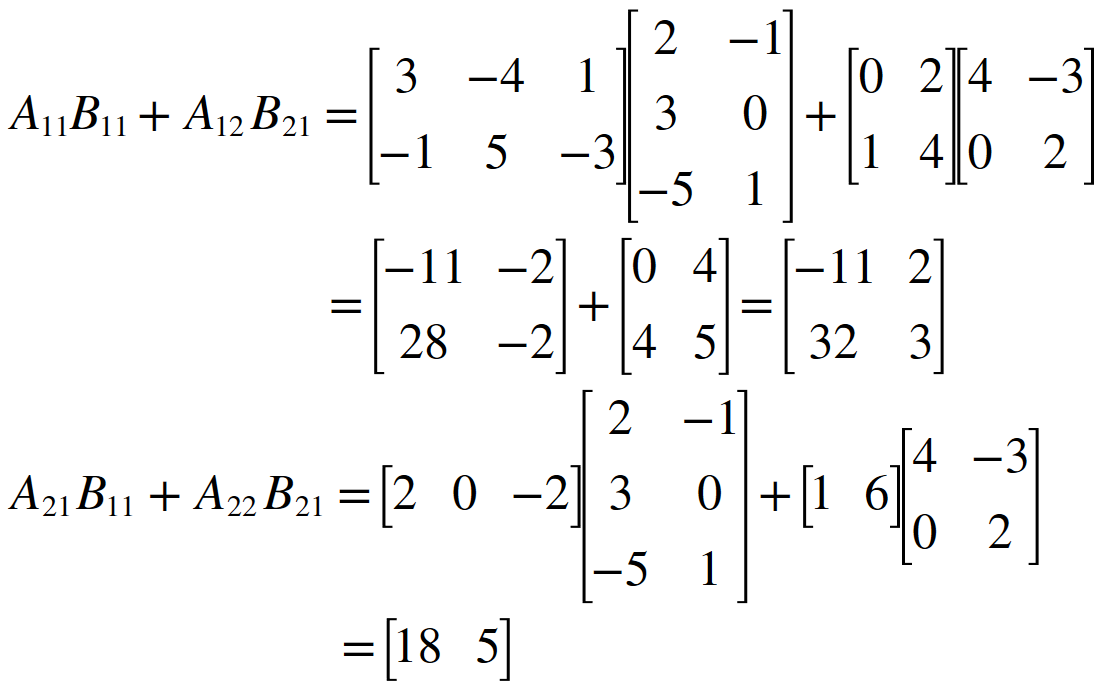 A₁₁B₁₁ + A₁₂B₂₁ = [3 −4 1; −1 5 −3][2 −1; 3 0; −5 1] + [0 2; 1 4][4 −3; 0 2]
= [−11 −2; 28 −2] + [0 4; 4 5] = [−11 2; 32 3]
A₂₁B₁₁ + A₂₂B₂₁ = [2 0 −2][2 −1; 3 0; −5 1] + [1 6][4 −3; 0 2]
= [18 5]